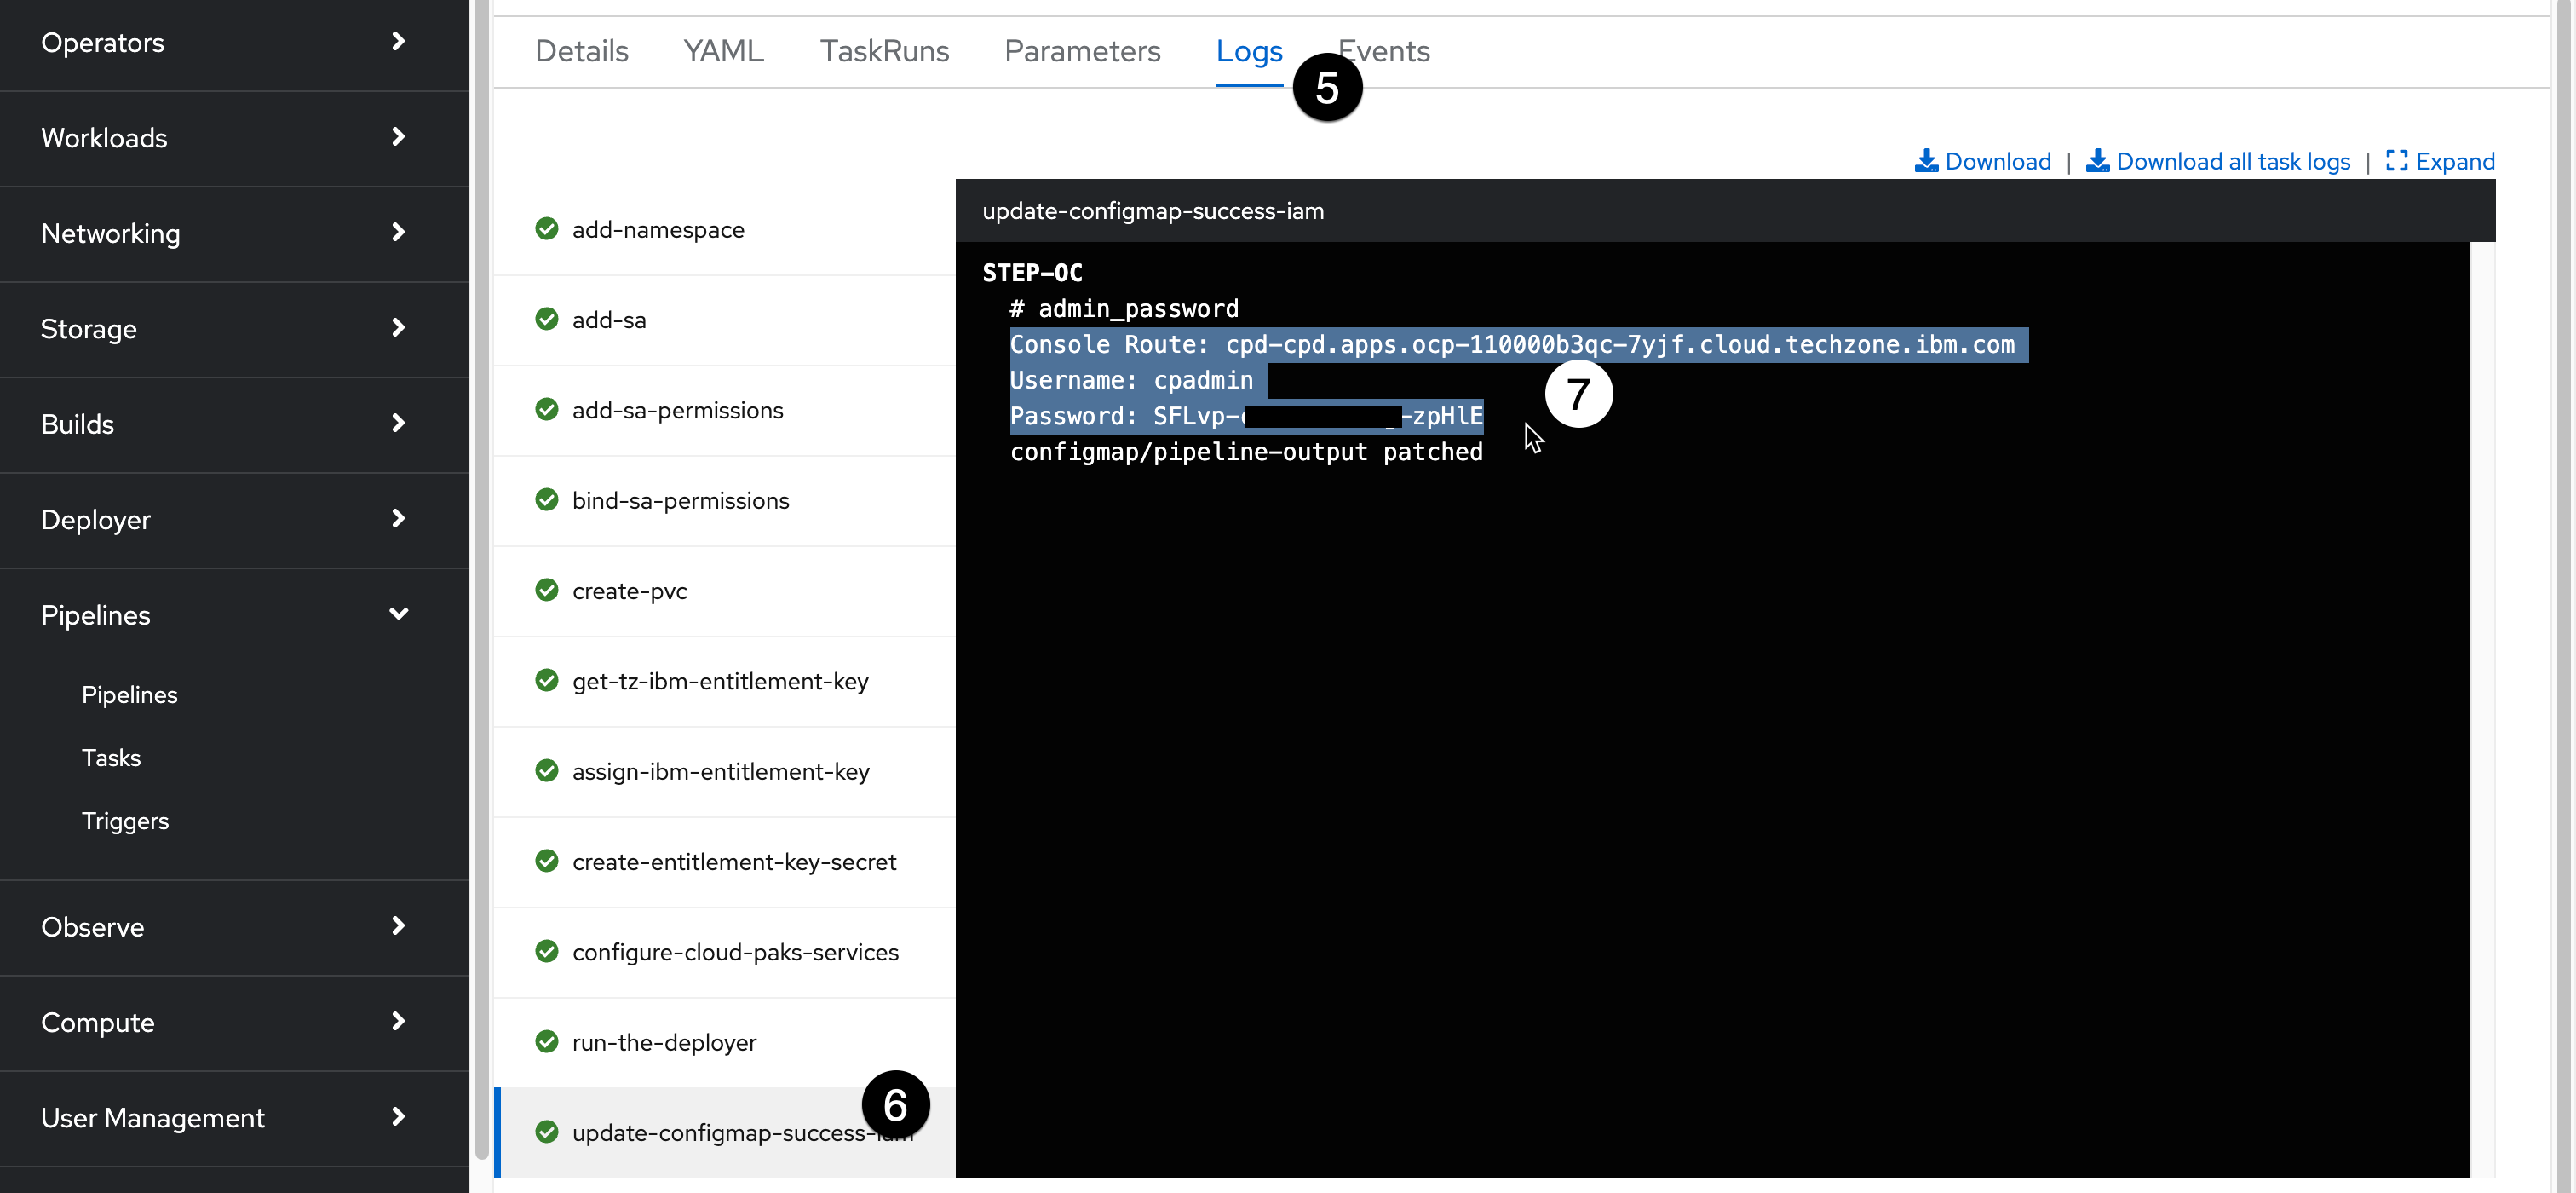 Operators
Workloads
Networking
Storage
Builds
Deployer
Pipelines
Pipelines
Tasks
Triggers
Observe
Compute
User Management
Details YAML TaskRuns Parameters Logs Events
5
Download | Download all task logs | Expand
add-namespace
add-sa
add-sa-permissions
bind-sa-permissions
create-pvc
get-tz-ibm-entitlement-key
assign-ibm-entitlement-key
create-entitlement-key-secret
configure-cloud-paks-services
run-the-deployer
6
update-configmap-success-iam
update-configmap-success-iam
STEP-OC
# admin_password
Console Route: cpd-cpd.apps.ocp-110000b3qc-7yjf.cloud.techzone.ibm.com
Username: cpadmin
7
Password: SFLvp- -zpHlE
configmap/pipeline-output patched